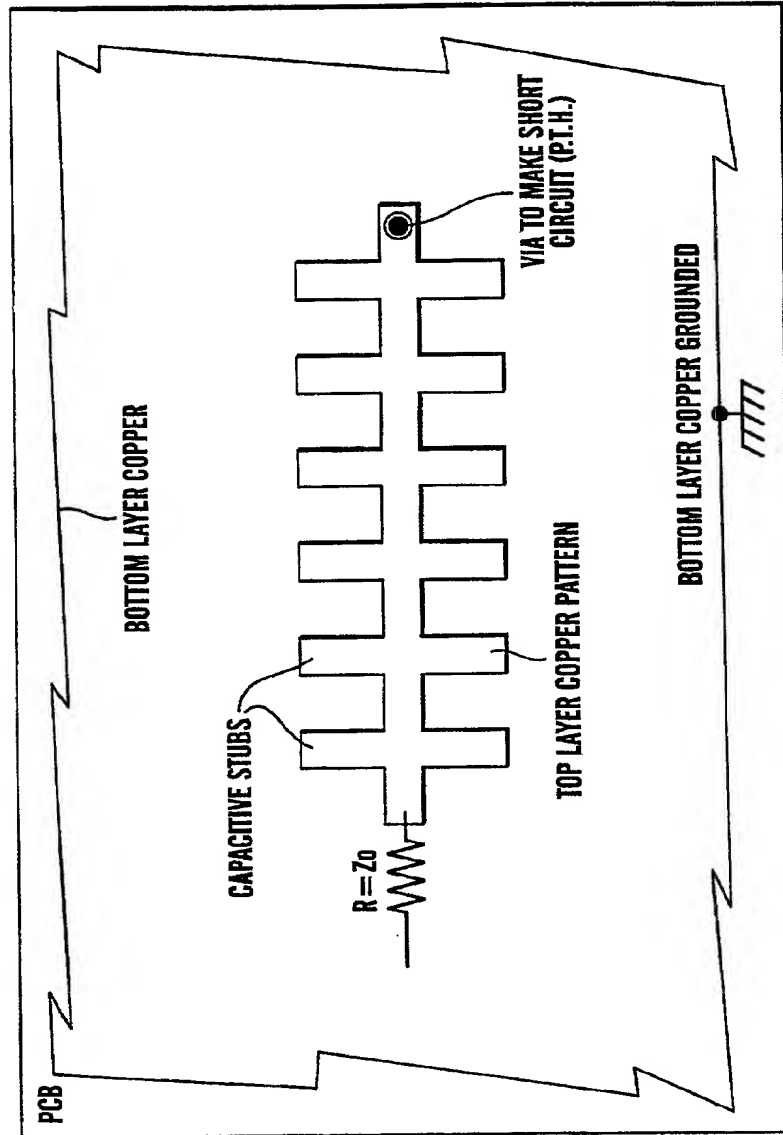 PCB
BOTTOM LAYER COPPER
CAPACITIVE STUBS
R=Zo
TOP LAYER COPPER PATTERN
VIA TO MAKE SHORT
CIRCUIT (P.T.H.)
BOTTOM LAYER COPPER GROUNDED